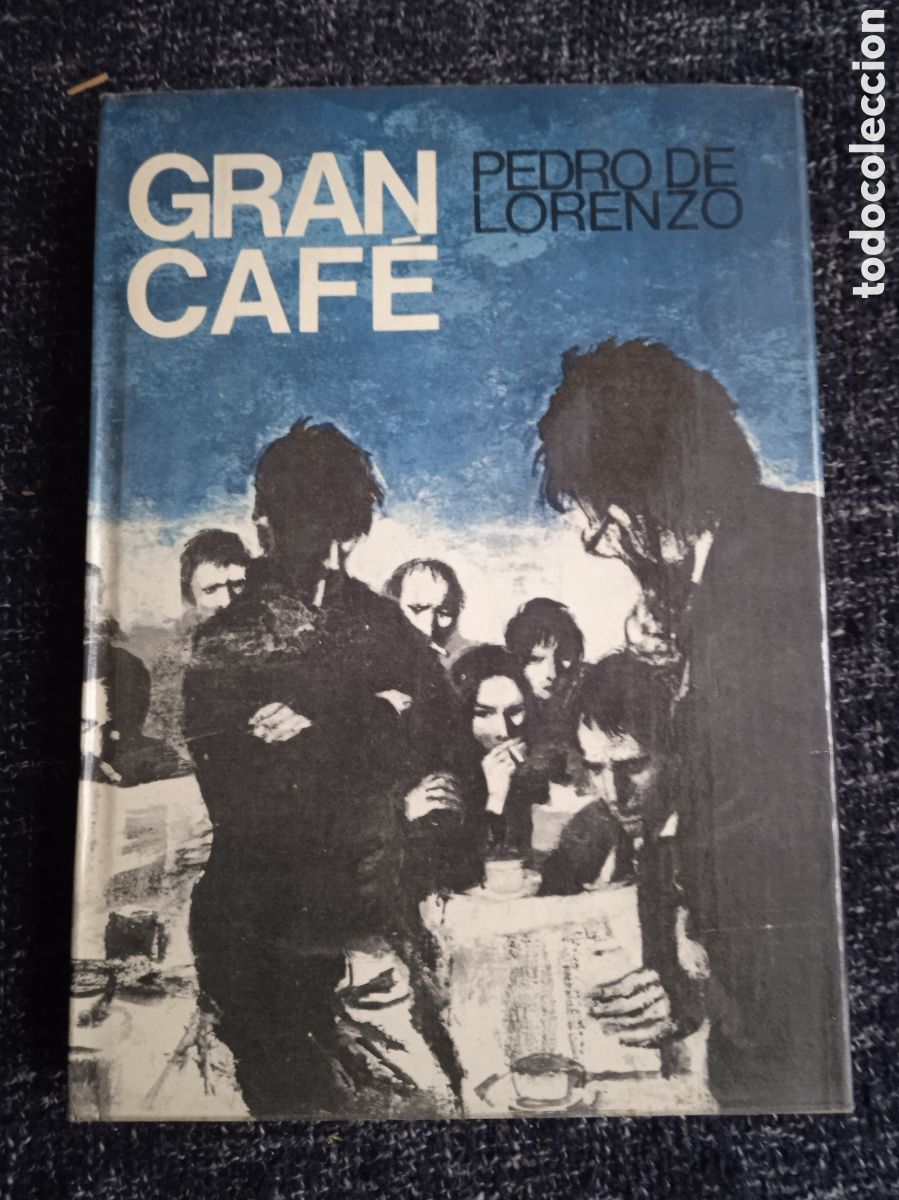 GRAN
CAFÉ
PEDRO DE
LORENZO
todocoleccion